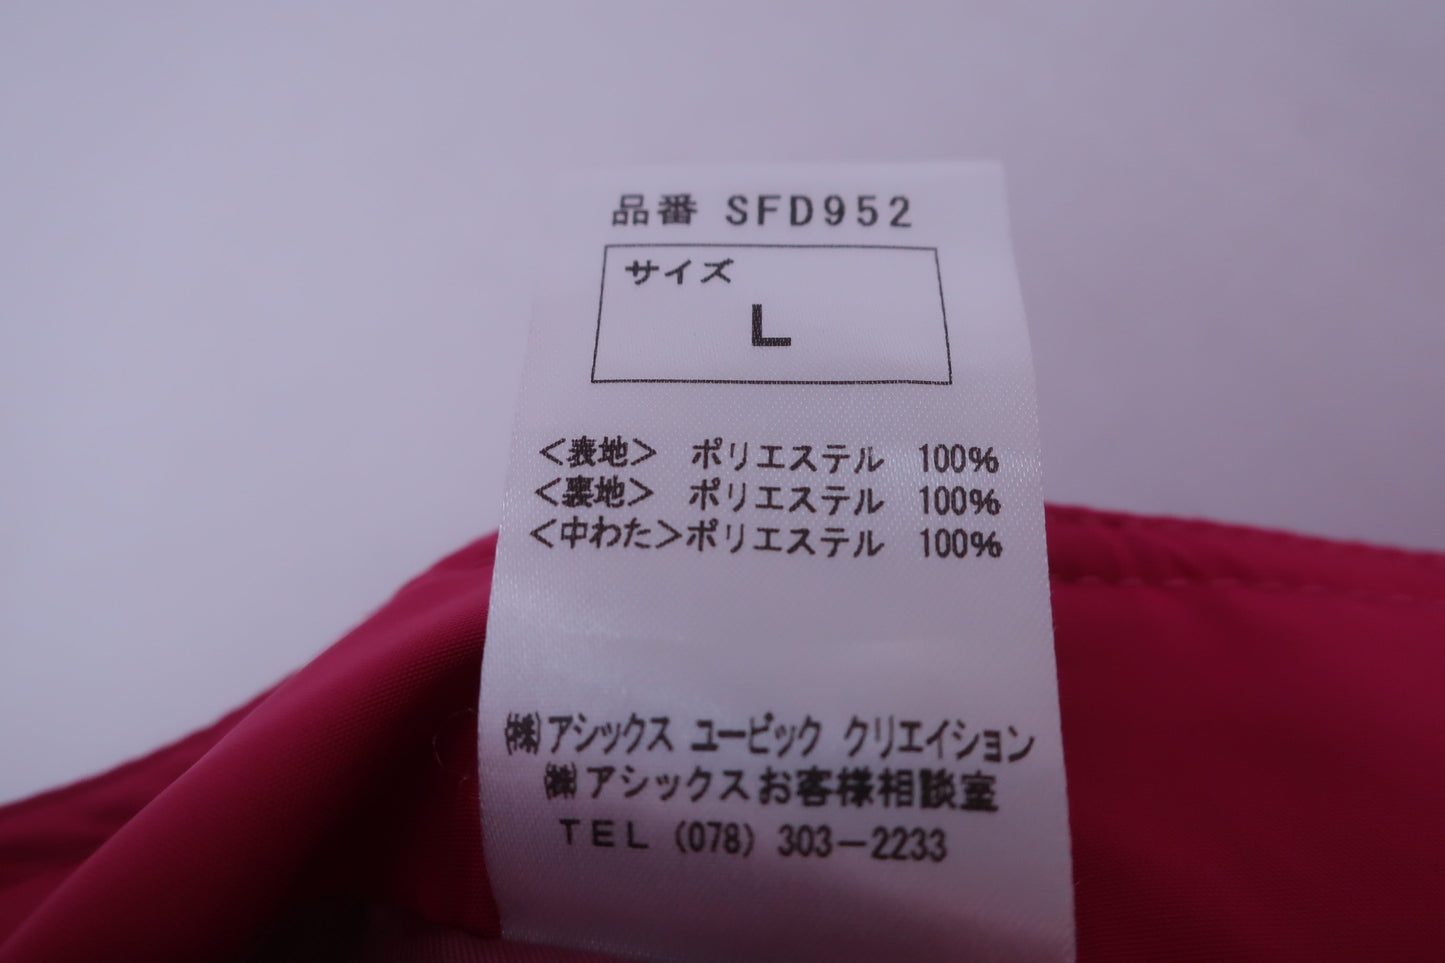 品番 SFD952
サイズ
L
<表地> ポリエステル 100%
<裏地> ポリエステル 100%
<中わた>ポリエステル 100%
㈱アシックス ユービック クリエイション
㈱アシックスお客様相談室
TEL (078) 303-2233